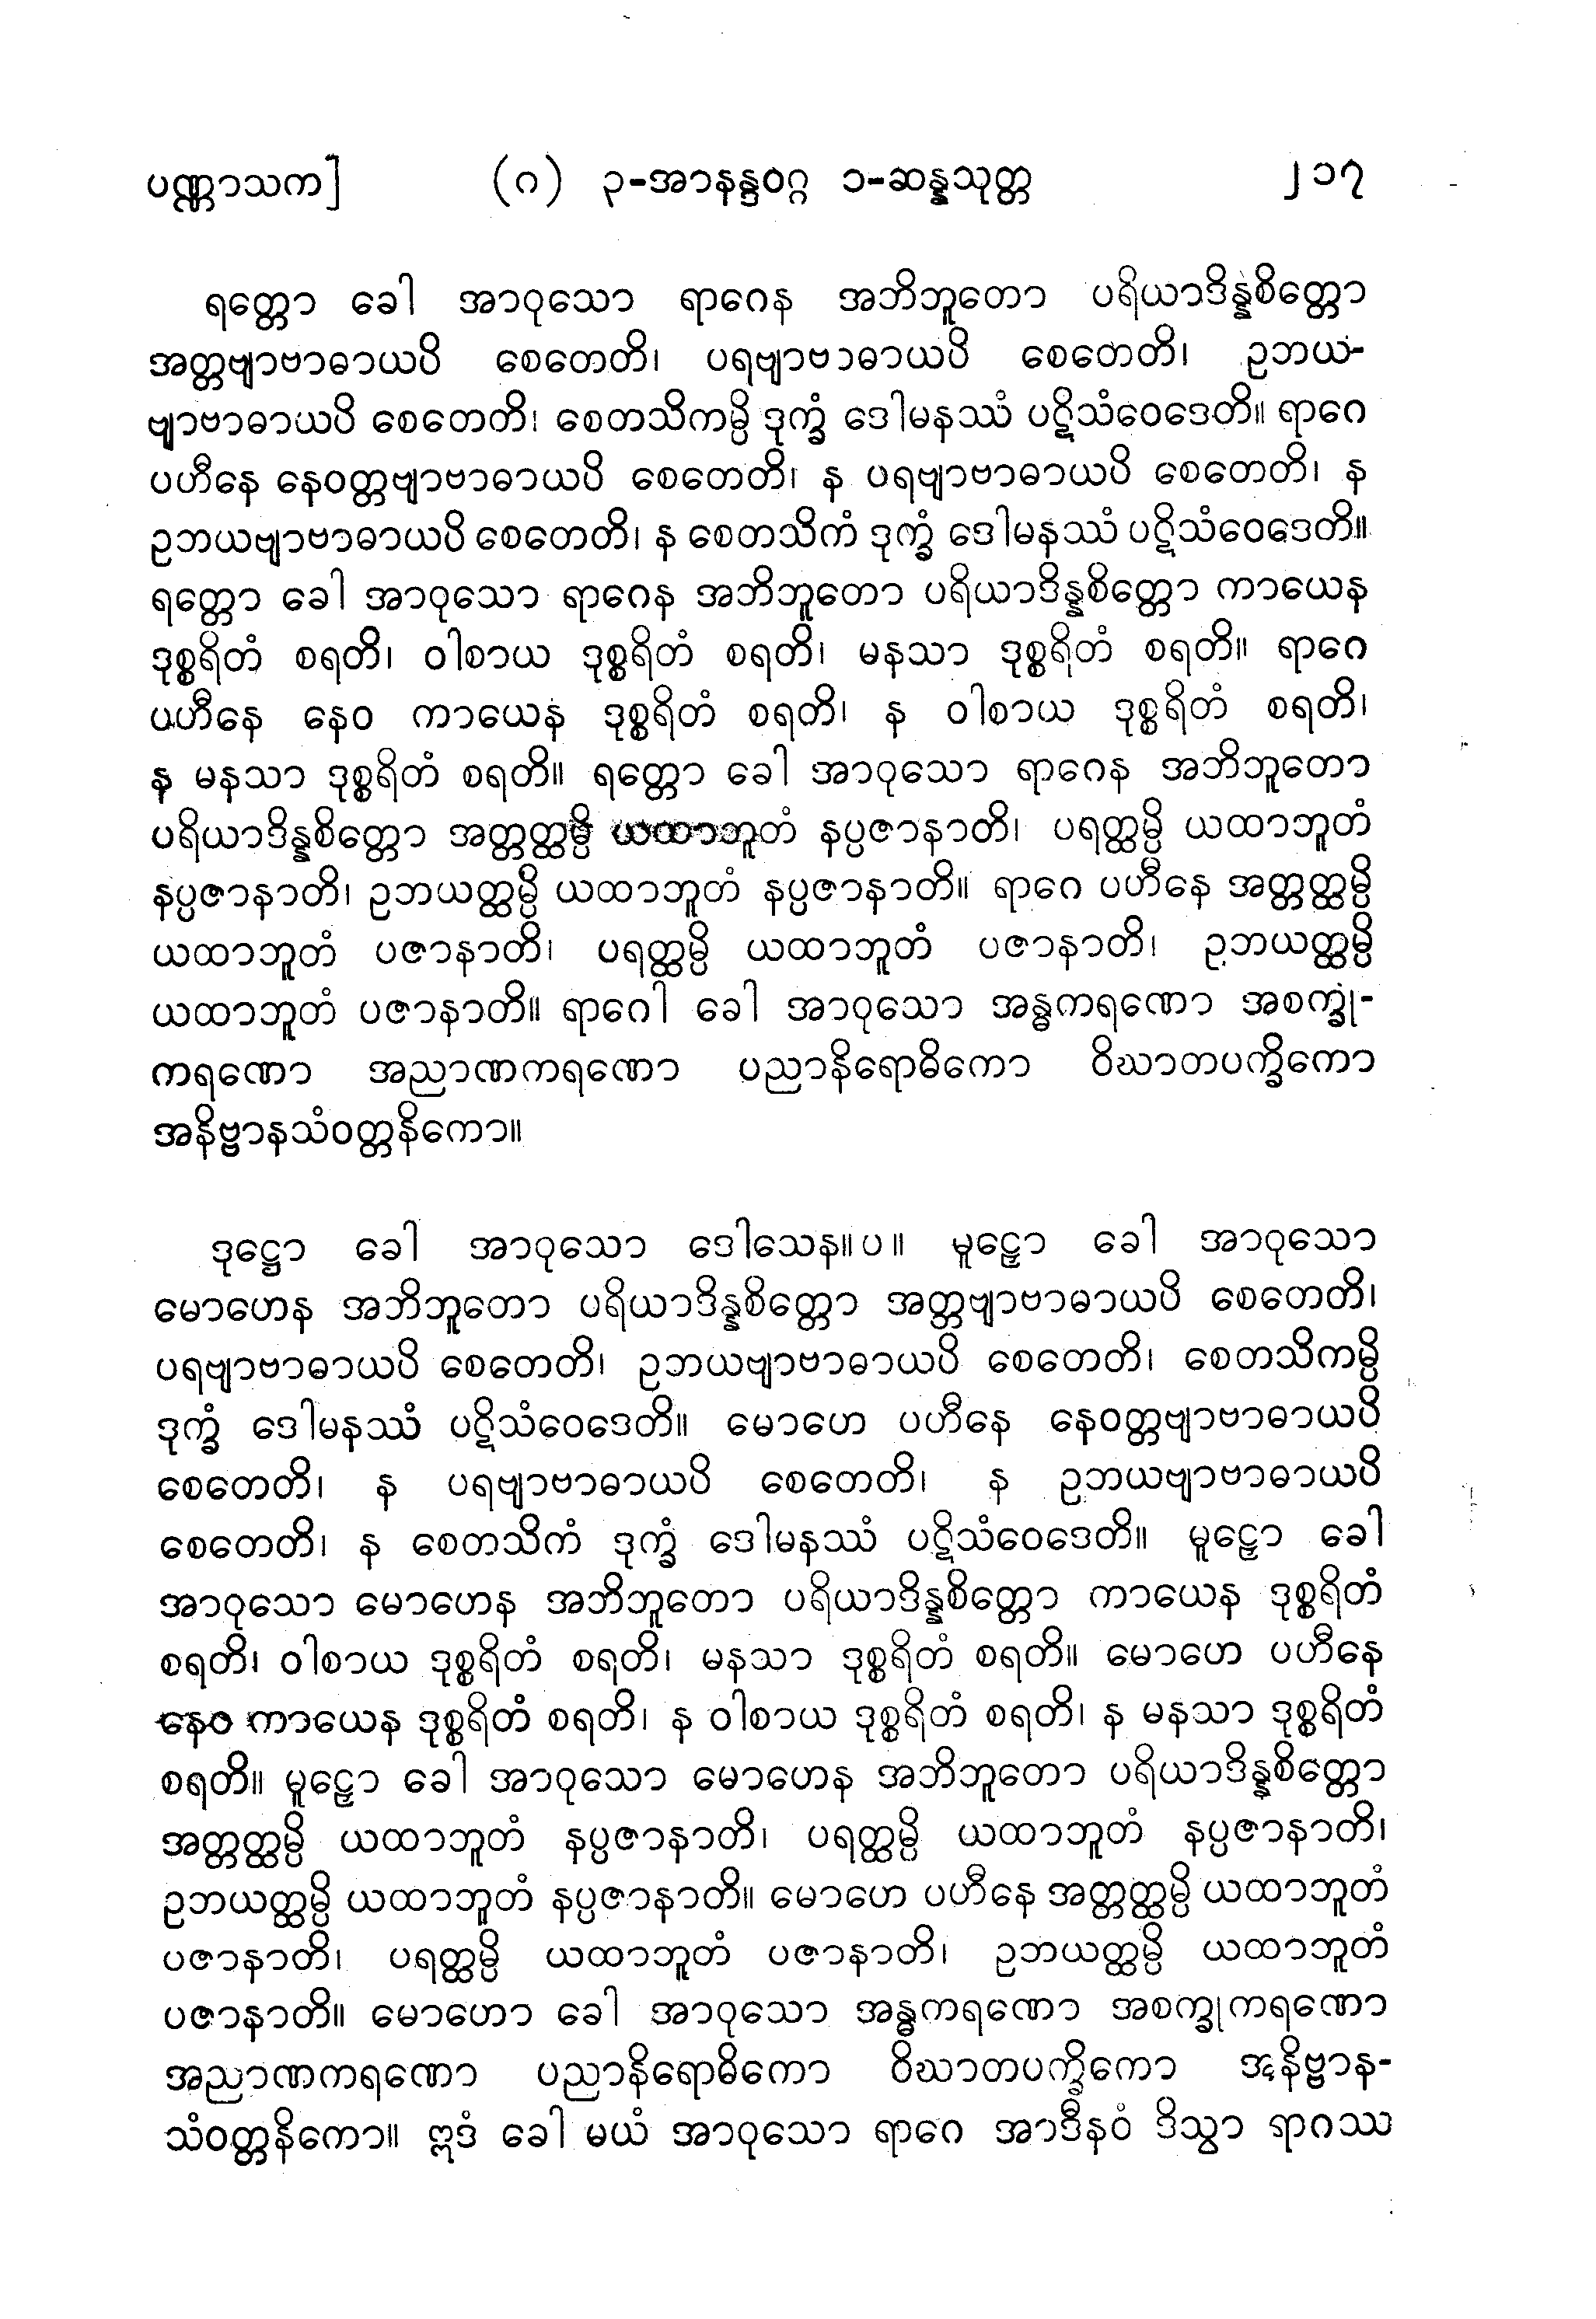 ပဏ္ဏာသက] (ဂ) ၃-အာနန္ဒဝဂ္ဂ ၁-ဆန္နသုတ္တ ၂၁၇
ရတ္တော ခေါ အာဝုသော ရာဂေန အဘိဘူတော ပရိယာဒိန္နစိတ္တော
အတ္တဗျာဗာဓာယပိ စေတေတိ၊ ပရဗျာဗာဓာယပိ စေတေတိ၊ ဥဘယ-
ဗျာဗာဓာယပိ စေတေတိ၊ စေတသိကမ္ပိ ဒုက္ခံ ဒေါမနဿံ ပဋိသံဝေဒေတိ။ ရာဂေ
ပဟီနေ နေဝတ္တဗျာဗာဓာယပိ စေတေတိ၊ န ပရဗျာဗာဓာယပိ စေတေတိ၊ န
ဥဘယဗျာဗာဓာယပိ စေတေတိ၊ န စေတသိကံ ဒုက္ခံ ဒေါမနဿံ ပဋိသံဝေဒေတိ။
ရတ္တော ခေါ အာဝုသော ရာဂေန အဘိဘူတော ပရိယာဒိန္နစိတ္တော ကာယေန
ဒုစ္စရိတံ စရတိ၊ ဝါစာယ ဒုစ္စရိတံ စရတိ၊ မနသာ ဒုစ္စရိတံ စရတိ။ ရာဂေ
ပဟီနေ နေဝ ကာယေန ဒုစ္စရိတံ စရတိ၊ န ဝါစာယ ဒုစ္စရိတံ စရတိ၊
န မနသာ ဒုစ္စရိတံ စရတိ။ ရတ္တော ခေါ အာဝုသော ရာဂေန အဘိဘူတော
ပရိယာဒိန္နစိတ္တော အတ္တတ္ထမ္ပိ ယထာဘူတံ နပ္ပဇာနာတိ၊ ပရတ္ထမ္ပိ ယထာဘူတံ
နပ္ပဇာနာတိ၊ ဥဘယတ္ထမ္ပိ ယထာဘူတံ နပ္ပဇာနာတိ။ ရာဂေ ပဟီနေ အတ္တတ္ထမ္ပိ
ယထာဘူတံ ပဇာနာတိ၊ ပရတ္ထမ္ပိ ယထာဘူတံ ပဇာနာတိ၊ ဥဘယတ္ထမ္ပိ
ယထာဘူတံ ပဇာနာတိ။ ရာဂေါ ခေါ အာဝုသော အန္ဓကရဏော အစက္ခု-
ကရဏော အညာဏကရဏော ပညာနိရောဓိကော ဝိဃာတပက္ခိကော
အနိဗ္ဗာနသံဝတ္တနိကော။
ဒုဋ္ဌော ခေါ အာဝုသော ဒေါသေန။ပ။ မူဠှော ခေါ အာဝုသော
မောဟေန အဘိဘူတော ပရိယာဒိန္နစိတ္တော အတ္တဗျာဗာဓာယပိ စေတေတိ၊
ပရဗျာဗာဓာယပိ စေတေတိ၊ ဥဘယဗျာဗာဓာယပိ စေတေတိ၊ စေတသိကမ္ပိ
ဒုက္ခံ ဒေါမနဿံ ပဋိသံဝေဒေတိ။ မောဟေ ပဟီနေ နေဝတ္တဗျာဗာဓာယပိ
စေတေတိ၊ န ပရဗျာဗာဓာယပိ စေတေတိ၊ န ဥဘယဗျာဗာဓာယပိ
စေတေတိ၊ န စေတသိကံ ဒုက္ခံ ဒေါမနဿံ ပဋိသံဝေဒေတိ။ မူဠှော ခေါ
အာဝုသော မောဟေန အဘိဘူတော ပရိယာဒိန္နစိတ္တော ကာယေန ဒုစ္စရိတံ
စရတိ၊ ဝါစာယ ဒုစ္စရိတံ စရတိ၊ မနသာ ဒုစ္စရိတံ စရတိ။ မောဟေ ပဟီနေ
နေဝ ကာယေန ဒုစ္စရိတံ စရတိ၊ န ဝါစာယ ဒုစ္စရိတံ စရတိ၊ န မနသာ ဒုစ္စရိတံ
စရတိ။ မူဠှော ခေါ အာဝုသော မောဟေန အဘိဘူတော ပရိယာဒိန္နစိတ္တော
အတ္တတ္ထမ္ပိ ယထာဘူတံ နပ္ပဇာနာတိ၊ ပရတ္ထမ္ပိ ယထာဘူတံ နပ္ပဇာနာတိ၊
ဥဘယတ္ထမ္ပိ ယထာဘူတံ နပ္ပဇာနာတိ။ မောဟေ ပဟီနေ အတ္တတ္ထမ္ပိ ယထာဘူတံ
ပဇာနာတိ၊ ပရတ္ထမ္ပိ ယထာဘူတံ ပဇာနာတိ၊ ဥဘယတ္ထမ္ပိ ယထာဘူတံ
ပဇာနာတိ။ မောဟော ခေါ အာဝုသော အန္ဓကရဏော အစက္ခုကရဏော
အညာဏကရဏော ပညာနိရောဓိကော ဝိဃာတပက္ခိကော အနိဗ္ဗာန-
သံဝတ္တနိကော။ ဣဒံ ခေါ မယံ အာဝုသော ရာဂေ အာဒီနဝံ ဒိသွာ ရာဂဿ